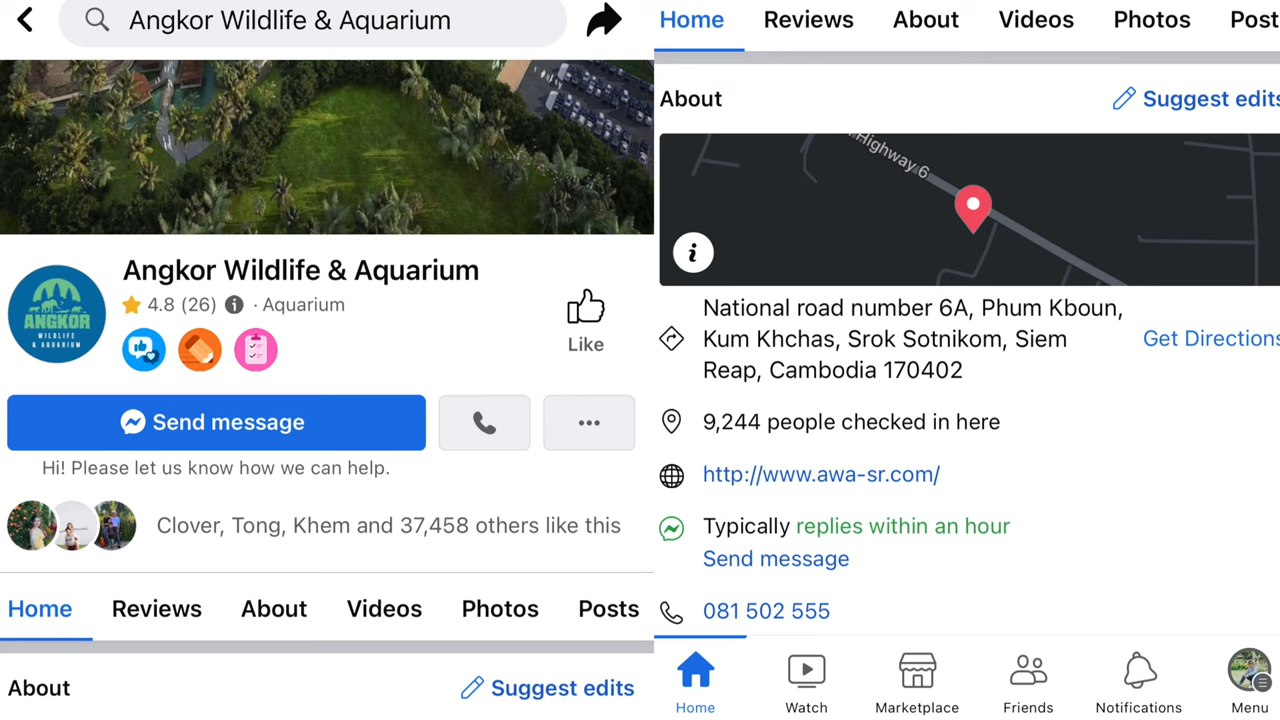 Angkor Wildlife & Aquarium
Angkor Wildlife & Aquarium
ANGKOR
WILDLIFE
& AQUARIUM
4.8 (26) · Aquarium
Like
Send message
Hi! Please let us know how we can help.
Clover, Tong, Khem and 37,458 others like this
Home Reviews About Videos Photos Posts
About Suggest edits
Home Reviews About Videos Photos Post
About Suggest edits
Highway 6
National road number 6A, Phum Kboun,
Kum Khchas, Srok Sotnikom, Siem
Reap, Cambodia 170402
Get Directions
9,244 people checked in here
http://www.awa-sr.com/
Typically replies within an hour
Send message
081 502 555
Home Watch Marketplace Friends Notifications Menu